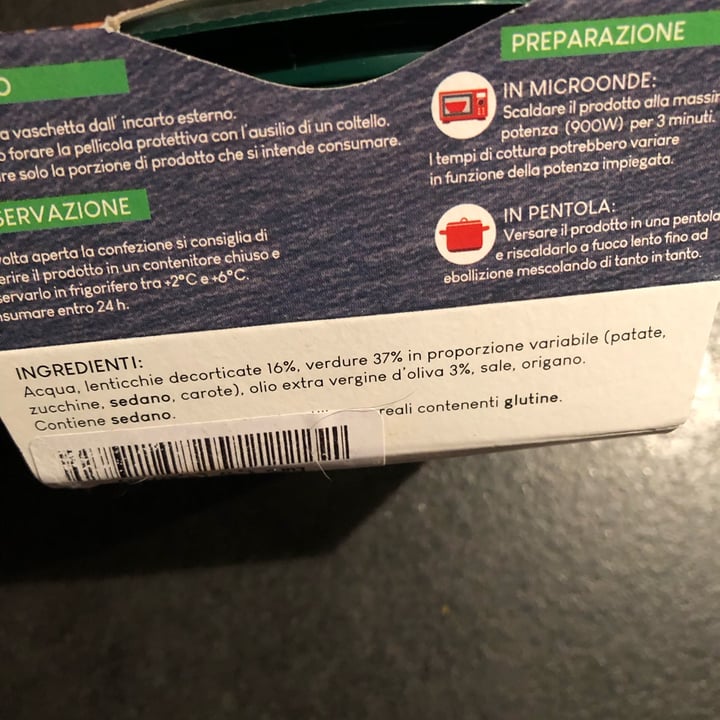 O
a vaschetta dall' incarto esterno.
o forare la pellicola protettiva con l'ausilio di un coltello.
re solo la porzione di prodotto che si intende consumare.
SERVAZIONE
volta aperta la confezione si consiglia di
erire il prodotto in un contenitore chiuso e
servarlo in frigorifero tra +2°C e +6°C.
nsumare entro 24 h.
PREPARAZIONE
IN MICROONDE:
Scaldare il prodotto alla massim
potenza (900W) per 3 minuti.
I tempi di cottura potrebbero variare
in funzione della potenza impiegata.
IN PENTOLA:
Versare il prodotto in una pentola
e riscaldarlo a fuoco lento fino ad
ebollizione mescolando di tanto in tanto.
INGREDIENTI:
Acqua, lenticchie decorticate 16%, verdure 37% in proporzione variabile (patate,
zucchine, sedano, carote), olio extra vergine d'oliva 3%, sale, origano.
Contiene sedano. reali contenenti glutine.